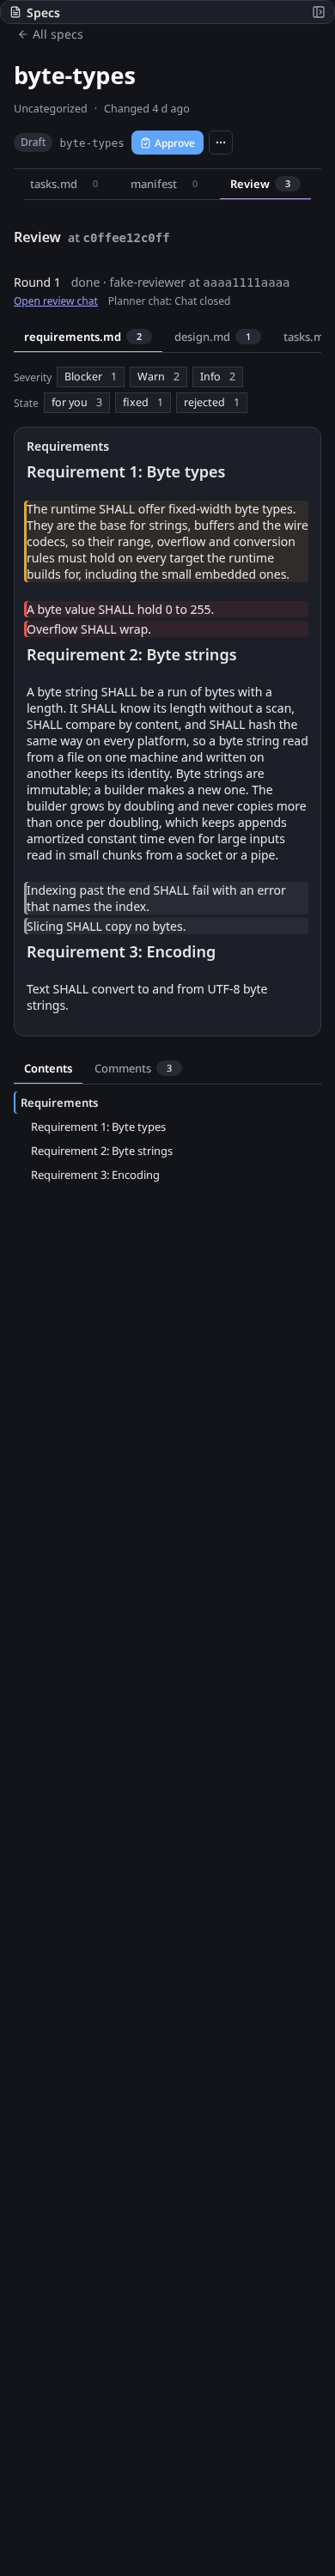 Specs
All specs
byte-types
Uncategorized · Changed 4 d ago
Draft byte-types Approve
tasks.md 0 manifest 0 Review 3
Review at c0ffee12c0ff
Round 1 done · fake-reviewer at aaaa1111aaaa
Open review chat Planner chat: Chat closed
requirements.md 2 design.md 1 tasks.m
Severity Blocker 1 Warn 2 Info 2
State for you 3 fixed 1 rejected 1
Requirements
Requirement 1: Byte types
The runtime SHALL offer fixed-width byte types.
They are the base for strings, buffers and the wire
codecs, so their range, overflow and conversion
rules must hold on every target the runtime
builds for, including the small embedded ones.
A byte value SHALL hold 0 to 255.
Overflow SHALL wrap.
Requirement 2: Byte strings
A byte string SHALL be a run of bytes with a
length. It SHALL know its length without a scan,
SHALL compare by content, and SHALL hash the
same way on every platform, so a byte string read
from a file on one machine and written on
another keeps its identity. Byte strings are
immutable; a builder makes a new one. The
builder grows by doubling and never copies more
than once per doubling, which keeps appends
amortized constant time even for large inputs
read in small chunks from a socket or a pipe.
Indexing past the end SHALL fail with an error
that names the index.
Slicing SHALL copy no bytes.
Requirement 3: Encoding
Text SHALL convert to and from UTF-8 byte
strings.
Contents Comments 3
Requirements
Requirement 1: Byte types
Requirement 2: Byte strings
Requirement 3: Encoding